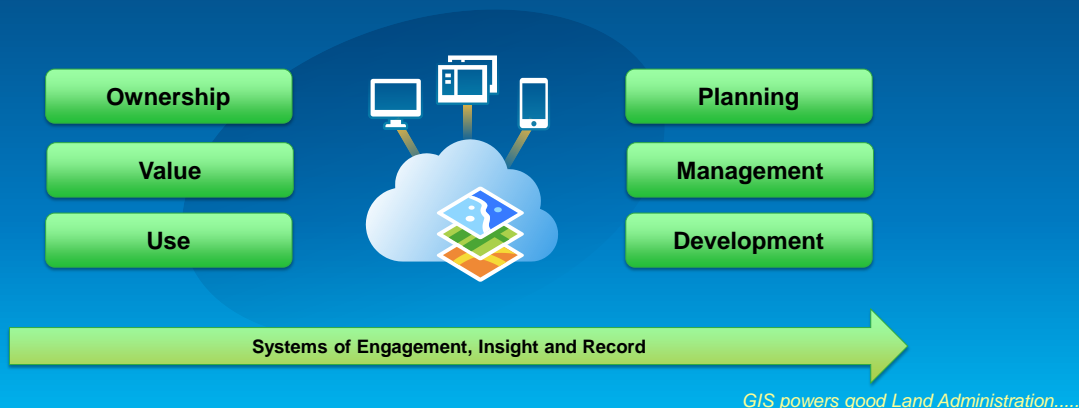 Ownership
Value
Use
Planning
Management
Development
Systems of Engagement, Insight and Record
GIS powers good Land Administration.....